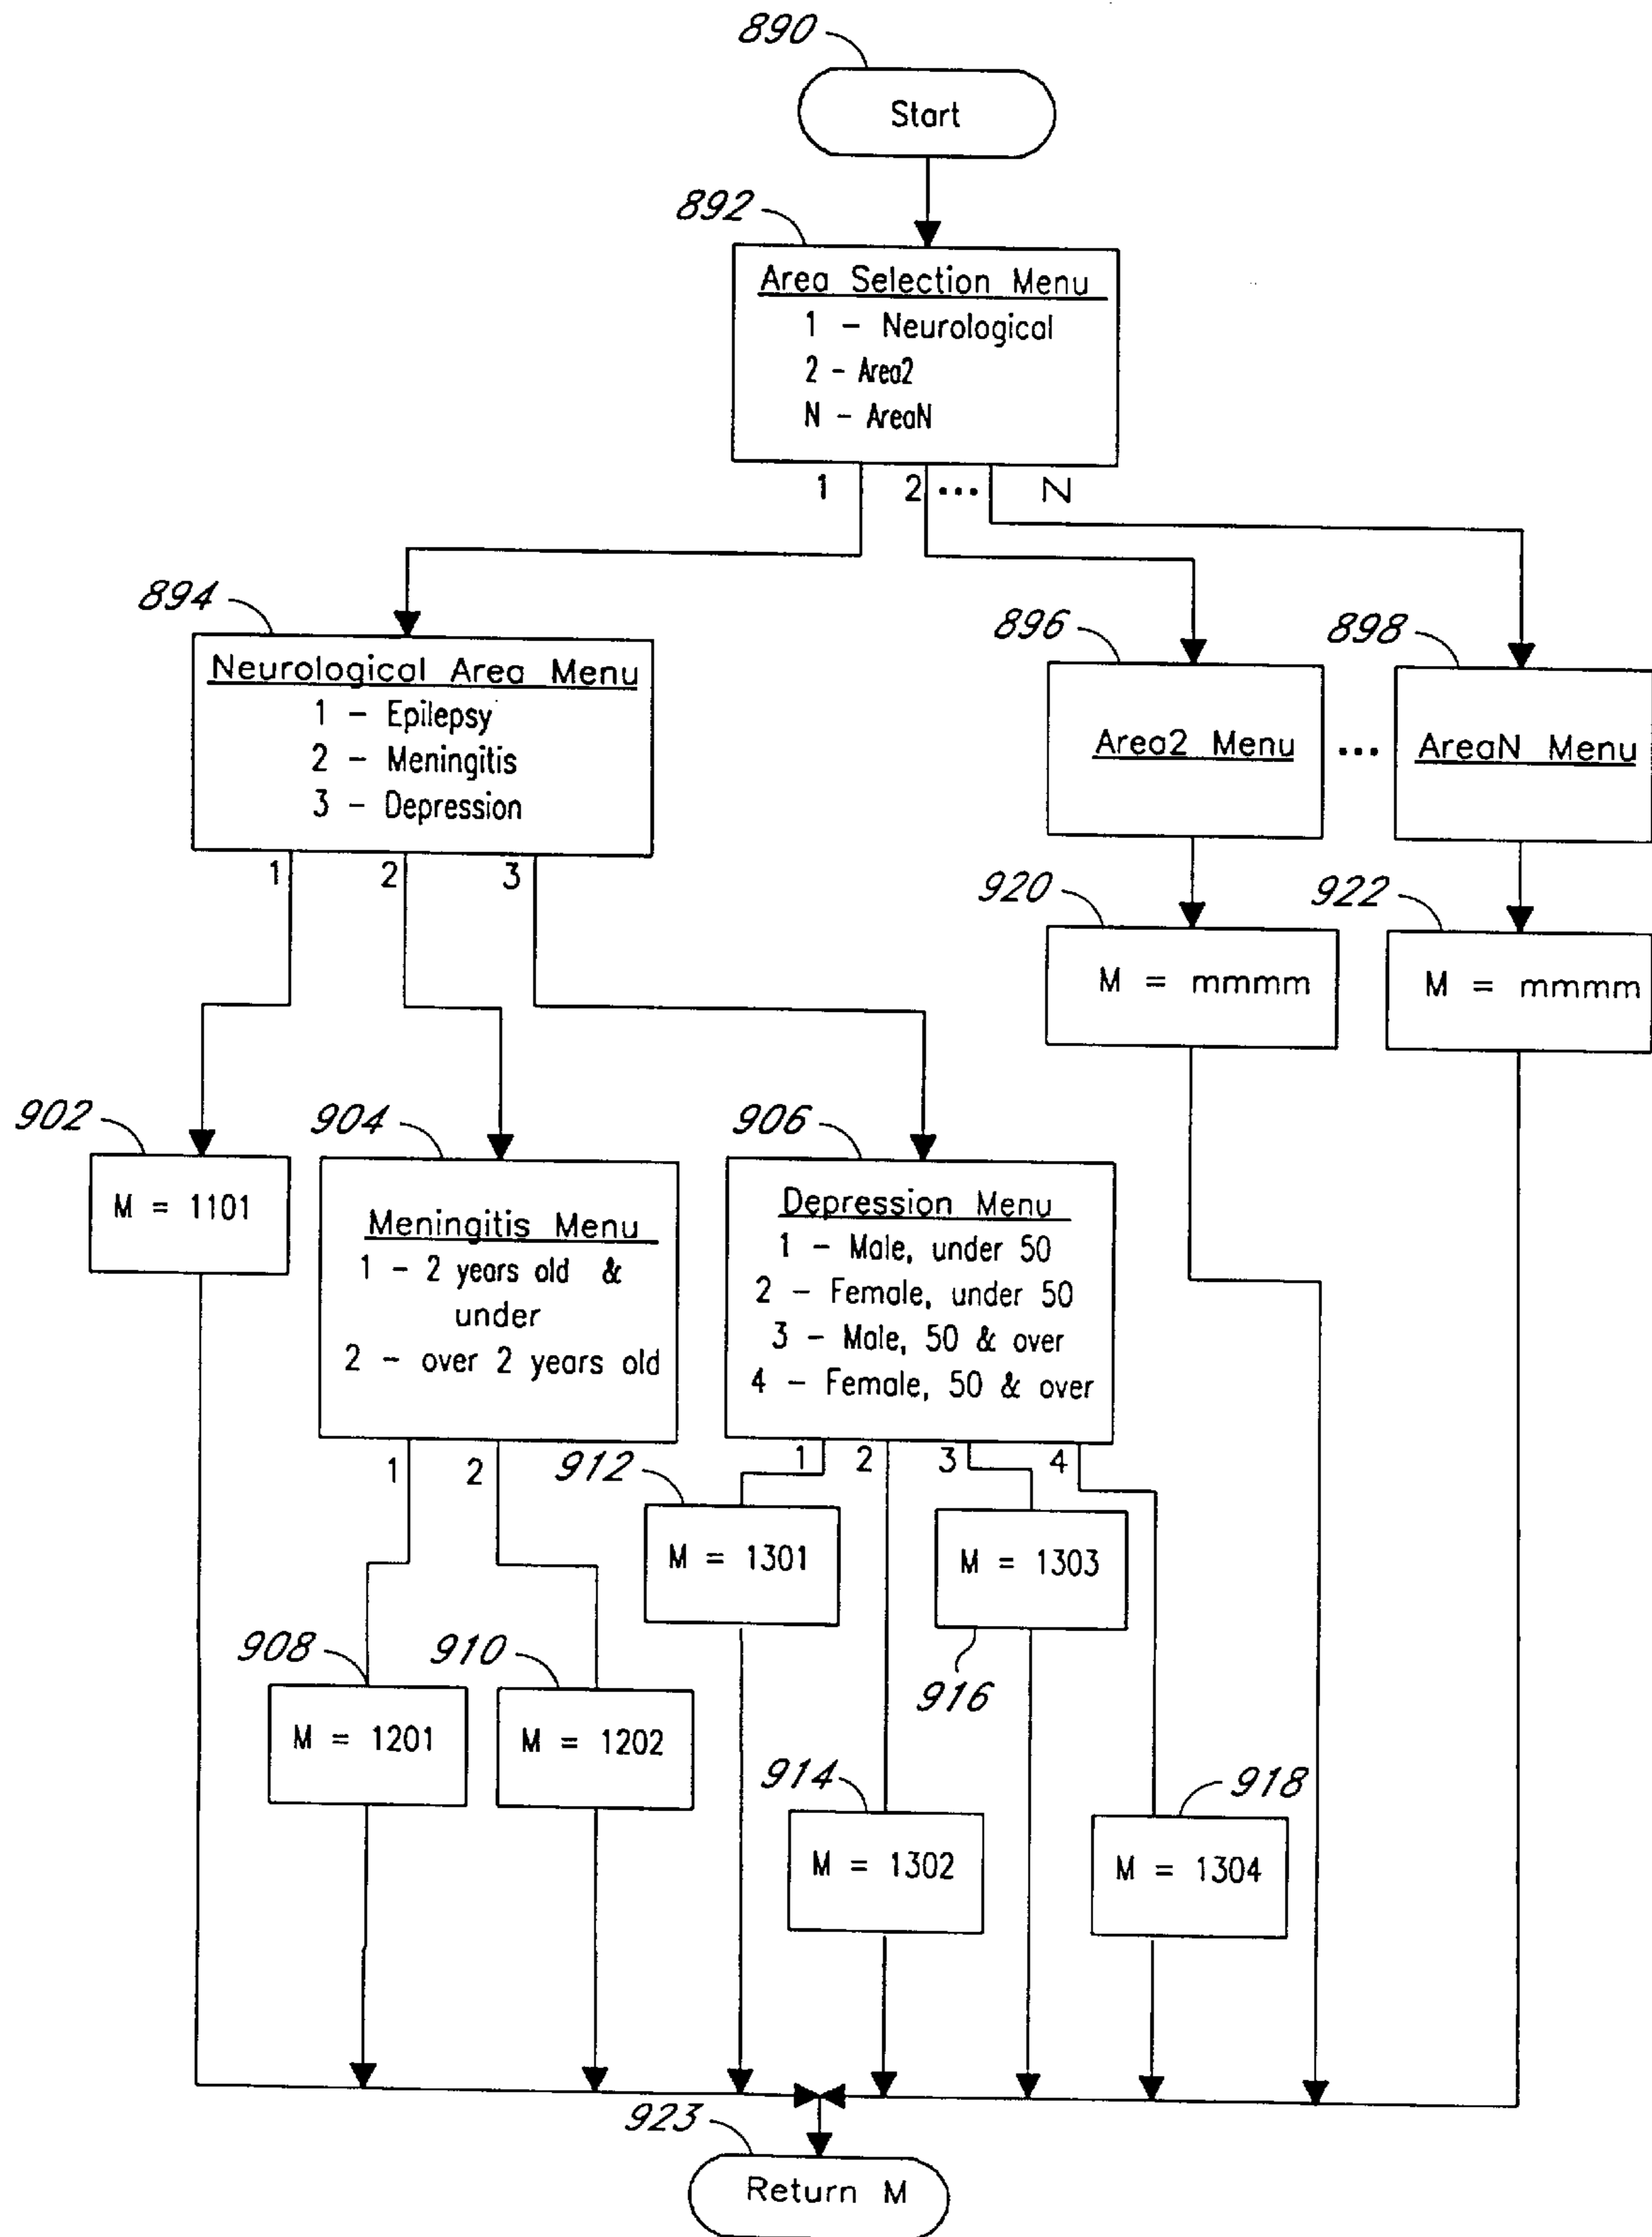 890
Start
892
Area Selection Menu
1 - Neurological
2 - Area2
N - AreaN
1 2 ... N
894
Neurological Area Menu
1 - Epilepsy
2 - Meningitis
3 - Depression
1 2 3
896
Area2 Menu
...
898
AreaN Menu
920
M = mmmm
922
M = mmmm
902
M = 1101
904
Meningitis Menu
1 - 2 years old &
under
2 - over 2 years old
1 2
906
Depression Menu
1 - Male, under 50
2 - Female, under 50
3 - Male, 50 & over
4 - Female, 50 & over
1 2 3 4
912
M = 1301
M = 1303
916
908
M = 1201
910
M = 1202
914
M = 1302
918
M = 1304
923
Return M